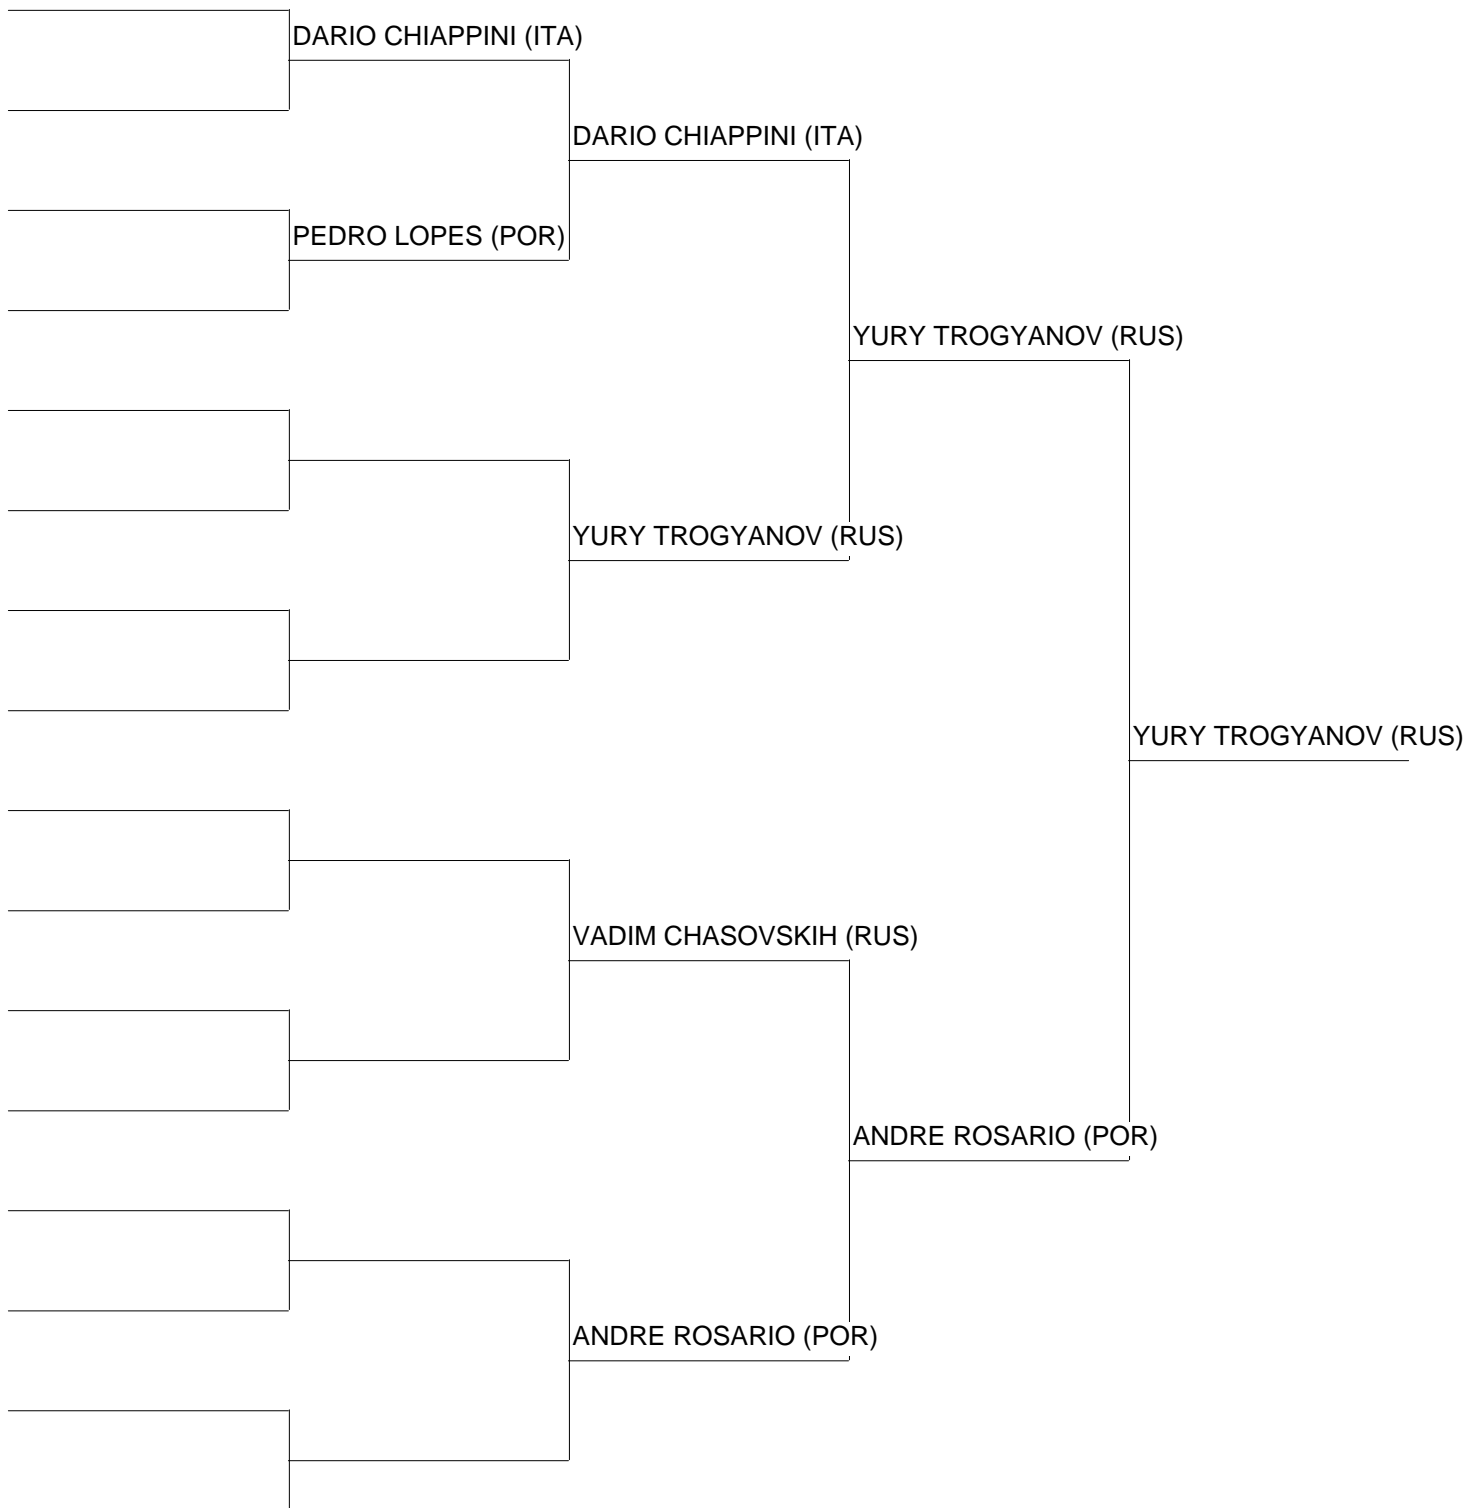 DARIO CHIAPPINI (ITA)
DARIO CHIAPPINI (ITA)
PEDRO LOPES (POR)
YURY TROGYANOV (RUS)
YURY TROGYANOV (RUS)
YURY TROGYANOV (RUS)
VADIM CHASOVSKIH (RUS)
ANDRE ROSARIO (POR)
ANDRE ROSARIO (POR)